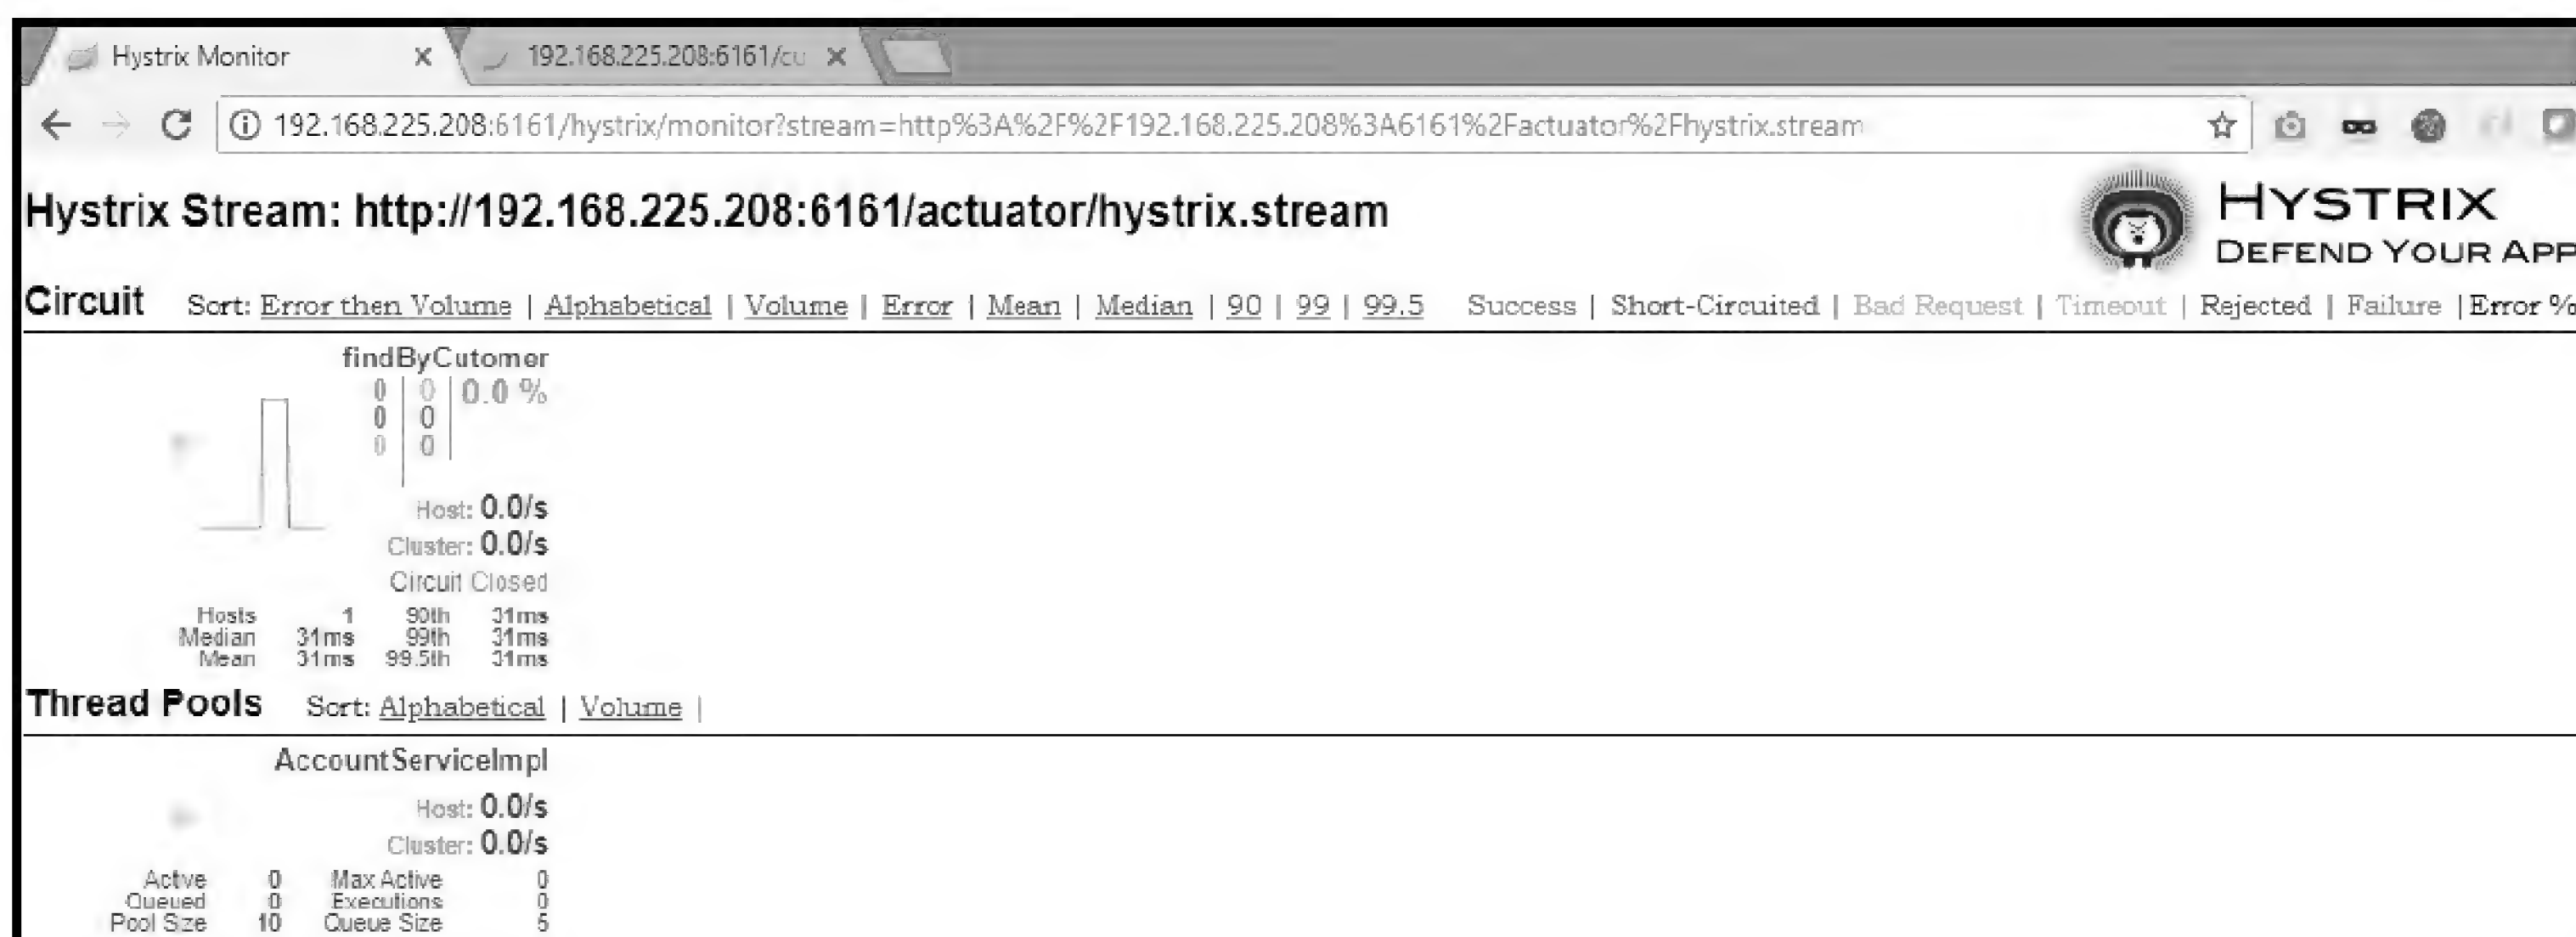 Hystrix Monitor 192.168.225.208:6161/cu
192.168.225.208:6161/hystrix/monitor?stream=http%3A%2F%2F192.168.225.208%3A6161%2Factuator%2Fhystrix.stream
Hystrix Stream: http://192.168.225.208:6161/actuator/hystrix.stream
HYSTRIX
DEFEND YOUR APP
Circuit Sort: Error then Volume | Alphabetical | Volume | Error | Mean | Median | 90 | 99 | 99.5 Success | Short-Circuited | Bad Request | Timeout | Rejected | Failure | Error %
findByCutomer
0 | 0 | 0.0 %
0 | 0
0 | 0
Host: 0.0/s
Cluster: 0.0/s
Circuit Closed
Hosts 1 90th 31ms
Median 31ms 99th 31ms
Mean 31ms 99.5th 31ms
Thread Pools Sort: Alphabetical | Volume |
AccountServiceImpl
Host: 0.0/s
Cluster: 0.0/s
Active 0 Max Active 0
Queued 0 Executions 0
Pool Size 10 Queue Size 5